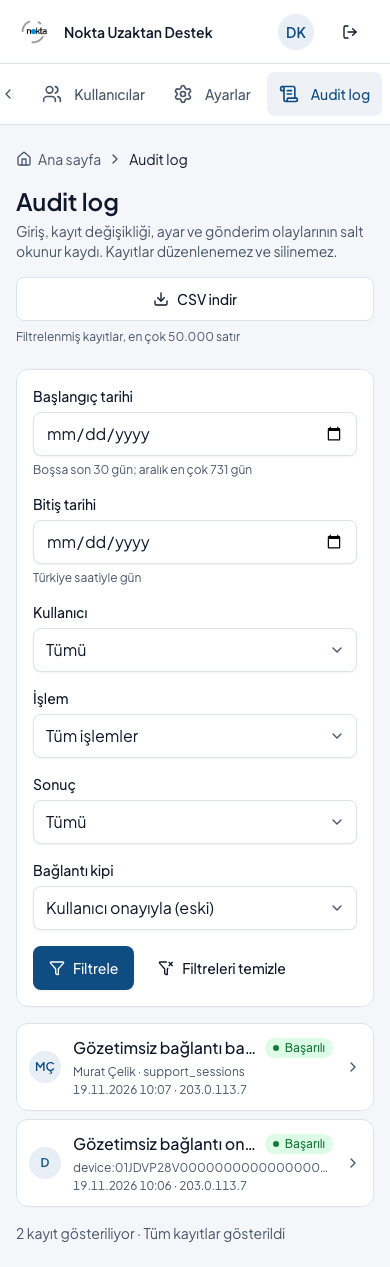 nokta
Nokta Uzaktan Destek
DK
Kullanıcılar
Ayarlar
Audit log
Ana sayfa
Audit log
Audit log
Giriş, kayıt değişikliği, ayar ve gönderim olaylarının salt
okunur kaydı. Kayıtlar düzenlenemez ve silinemez.
CSV indir
Filtrelenmiş kayıtlar, en çok 50.000 satır
Başlangıç tarihi
mm/dd/yyyy
Boşsa son 30 gün; aralık en çok 731 gün
Bitiş tarihi
mm/dd/yyyy
Türkiye saatiyle gün
Kullanıcı
Tümü
İşlem
Tüm işlemler
Sonuç
Tümü
Bağlantı kipi
Kullanıcı onayıyla (eski)
Filtrele
Filtreleri temizle
MÇ
Gözetimsiz bağlantı ba...
Başarılı
Murat Çelik · support_sessions
19.11.2026 10:07 · 203.0.113.7
D
Gözetimsiz bağlantı on...
Başarılı
device:01JDVP28V0000000000000000...
19.11.2026 10:06 · 203.0.113.7
2 kayıt gösteriliyor · Tüm kayıtlar gösterildi